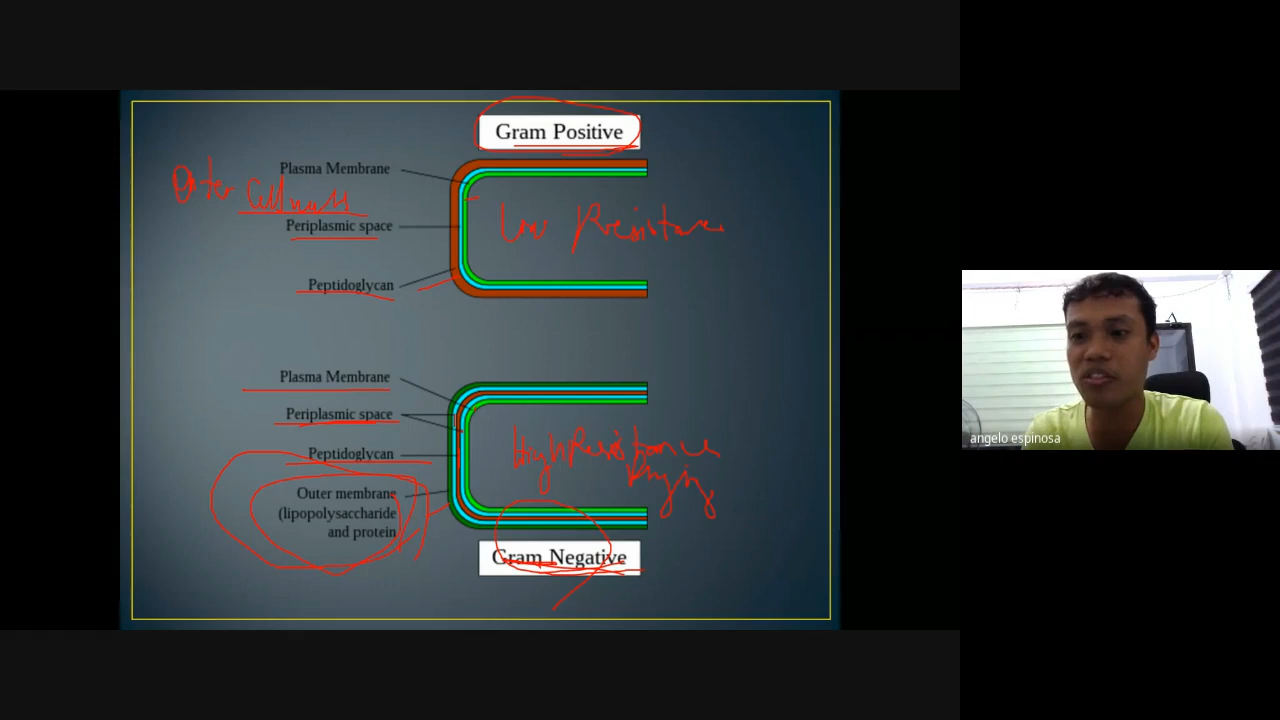 Gram Positive
Plasma Membrane
Outer Cell wall
Periplasmic space
Low Resistance
Peptidoglycan
Plasma Membrane
Periplasmic space
High Resistance
Peptidoglycan
Outer membrane
(lipopolysaccharide
and protein
Gram Negative
angelo espinosa